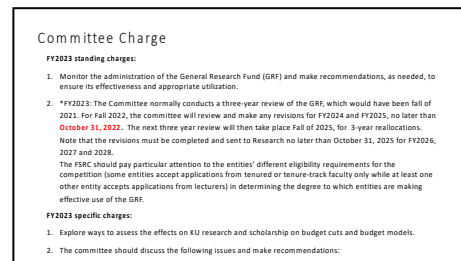 Committee Charge
FY2023 standing charges:
1. Monitor the administration of the General Research Fund (GRF) and make recommendations, as needed, to
ensure its effectiveness and appropriate utilization.
2. *FY2023: The Committee normally conducts a three-year review of the GRF, which would have been fall of
2021. For Fall 2022, the committee will review and make any revisions for FY2024 and FY2025, no later than
October 31, 2022. The next three year review will then take place Fall of 2025, for 3-year reallocations.
Note that the revisions must be completed and sent to Research no later than October 31, 2025 for FY2026,
2027 and 2028.
The FSRC should pay particular attention to the entities' different eligibility requirements for the
competition (some entities accept applications from tenured or tenure-track faculty only while at least one
other entity accepts applications from lecturers) in determining the degree to which entities are making
effective use of the GRF.
FY2023 specific charges:
1. Explore ways to assess the effects on KU research and scholarship on budget cuts and budget models.
2. The committee should discuss the following issues and make recommendations: